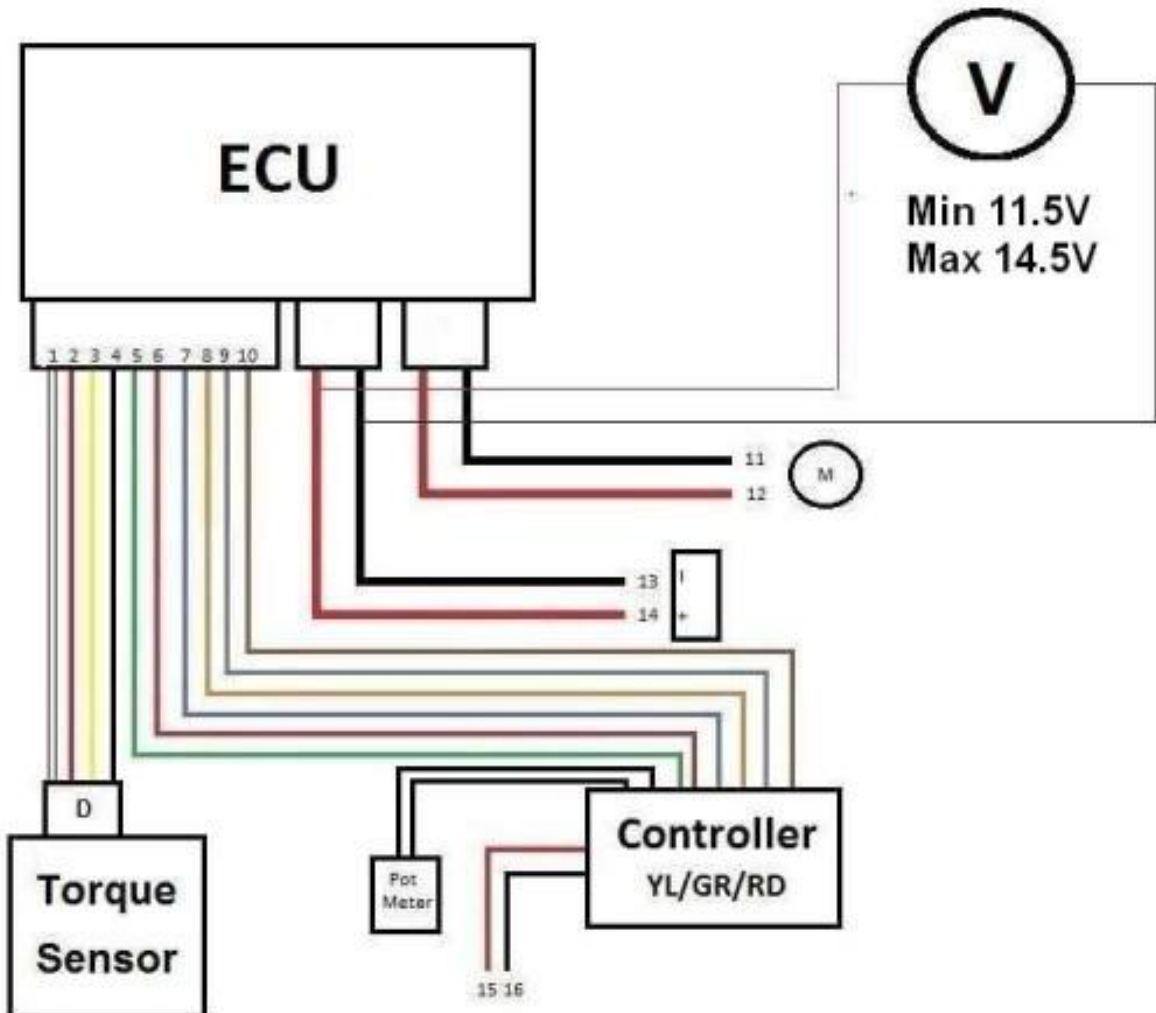 ECU
V
Min 11.5V
Max 14.5V
1 2 3 4 5 6 7 8 9 10
11
M
12
13
-
14
+
D
Torque
Sensor
Pot
Meter
Controller
YL/GR/RD
15 16